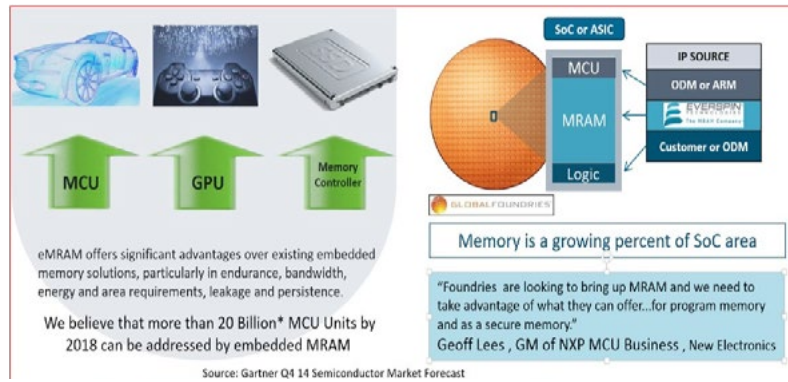 SSD
MCU
GPU
Memory
Controller
eMRAM offers significant advantages over existing embedded
memory solutions, particularly in endurance, bandwidth,
energy and area requirements, leakage and persistence.
We believe that more than 20 Billion* MCU Units by
2018 can be addressed by embedded MRAM
SoC or ASIC
MCU
MRAM
Logic
IP SOURCE
ODM or ARM
EVERSPIN
TECHNOLOGIES
The MRAM Company
Customer or ODM
GLOBALFOUNDRIES
Memory is a growing percent of SoC area
“Foundries are looking to bring up MRAM and we need to
take advantage of what they can offer...for program memory
and as a secure memory.”
Geoff Lees , GM of NXP MCU Business , New Electronics
Source: Gartner Q4 14 Semiconductor Market Forecast